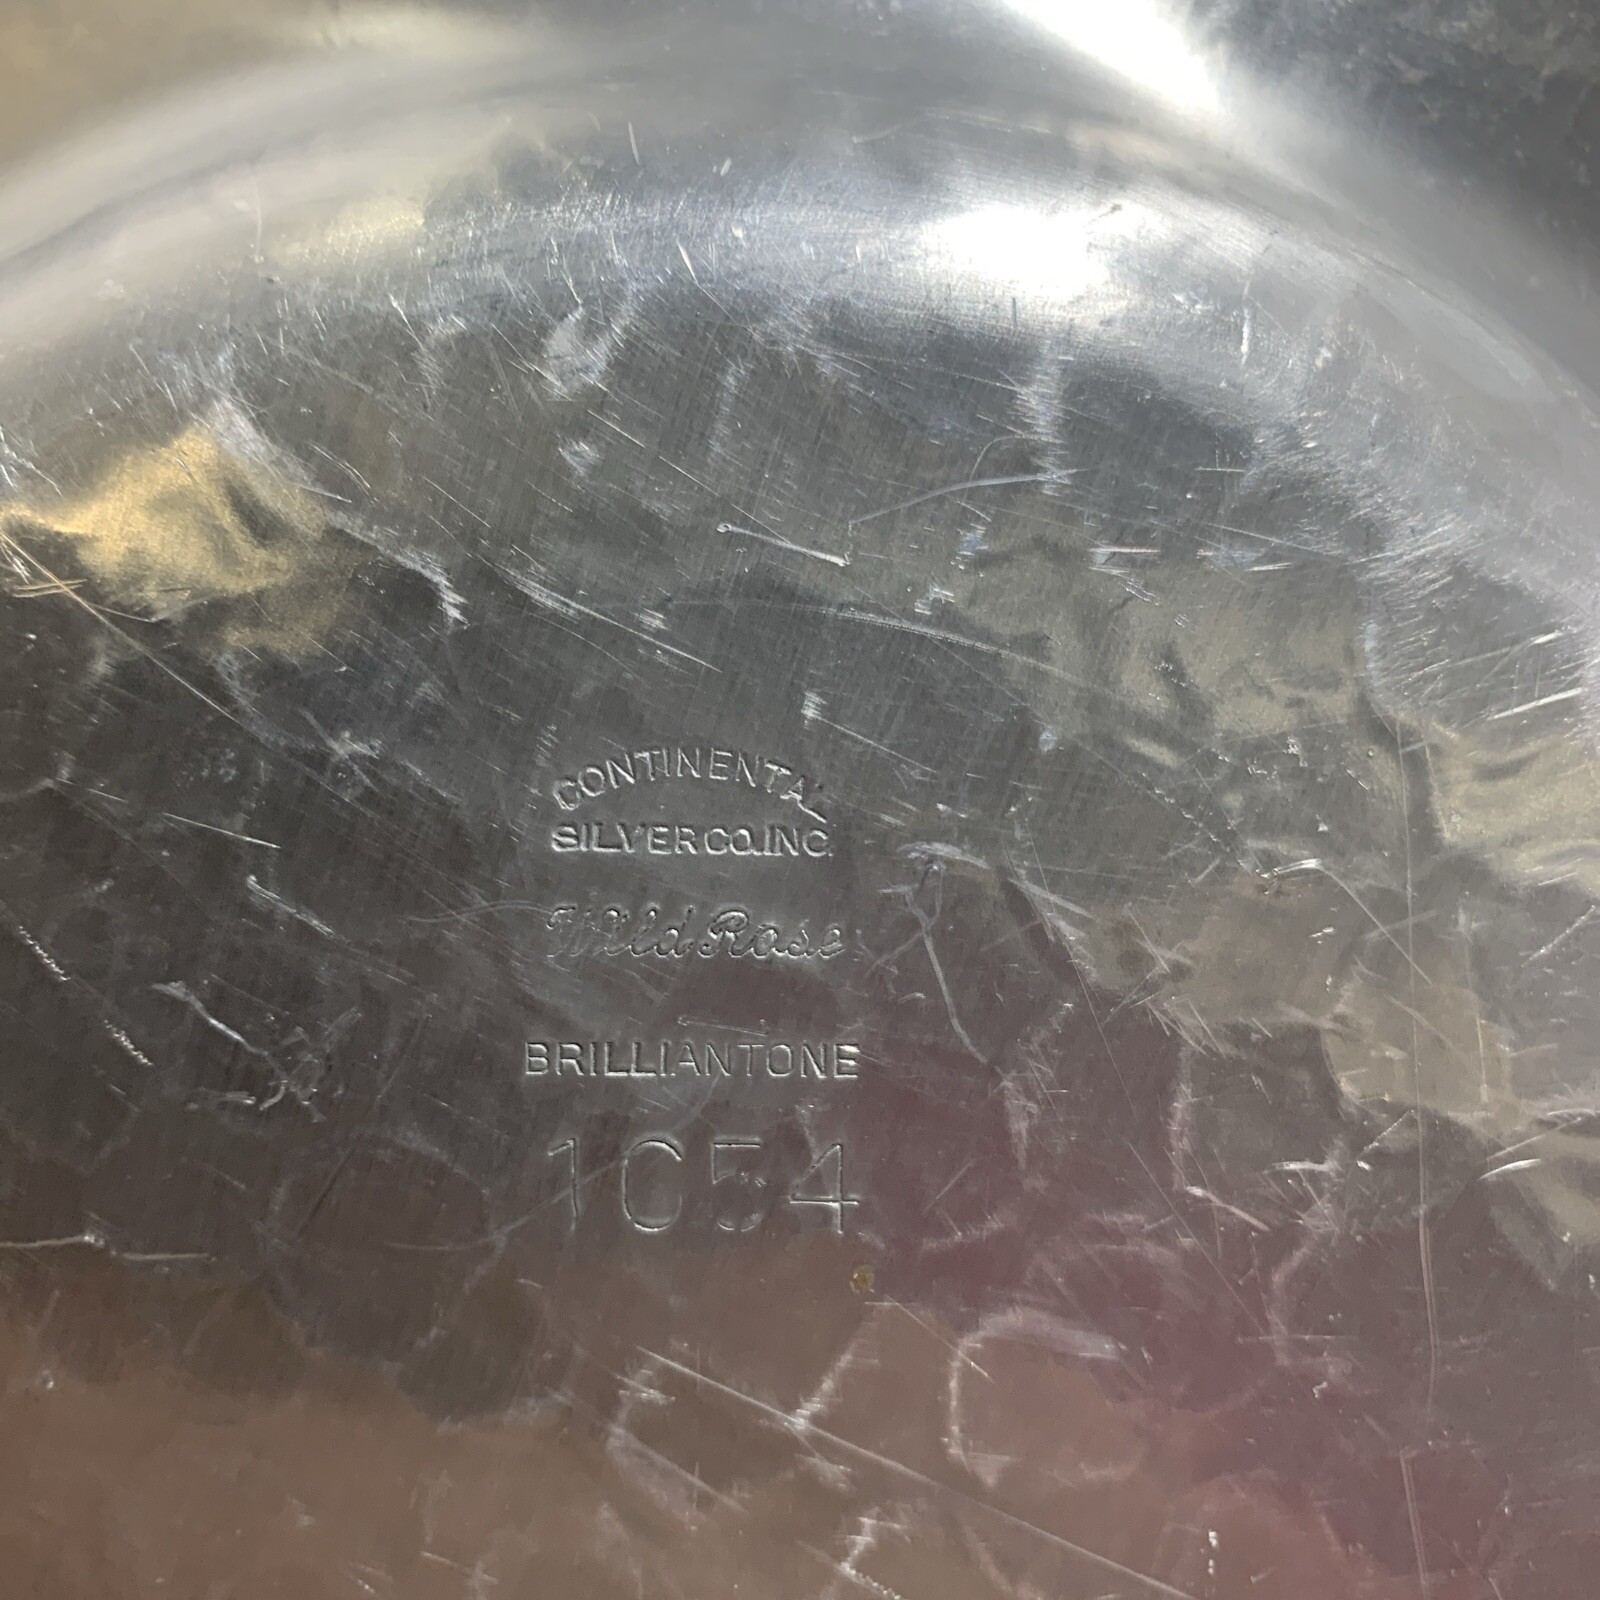 CONTINENTAL
SILVER CO. INC.
Wild Rose
BRILLIANTONE
1054